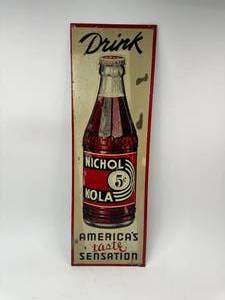 Drink
NICHOL
5¢
KOLA
AMERICA'S
taste
SENSATION